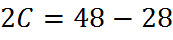 2C = 48 − 28